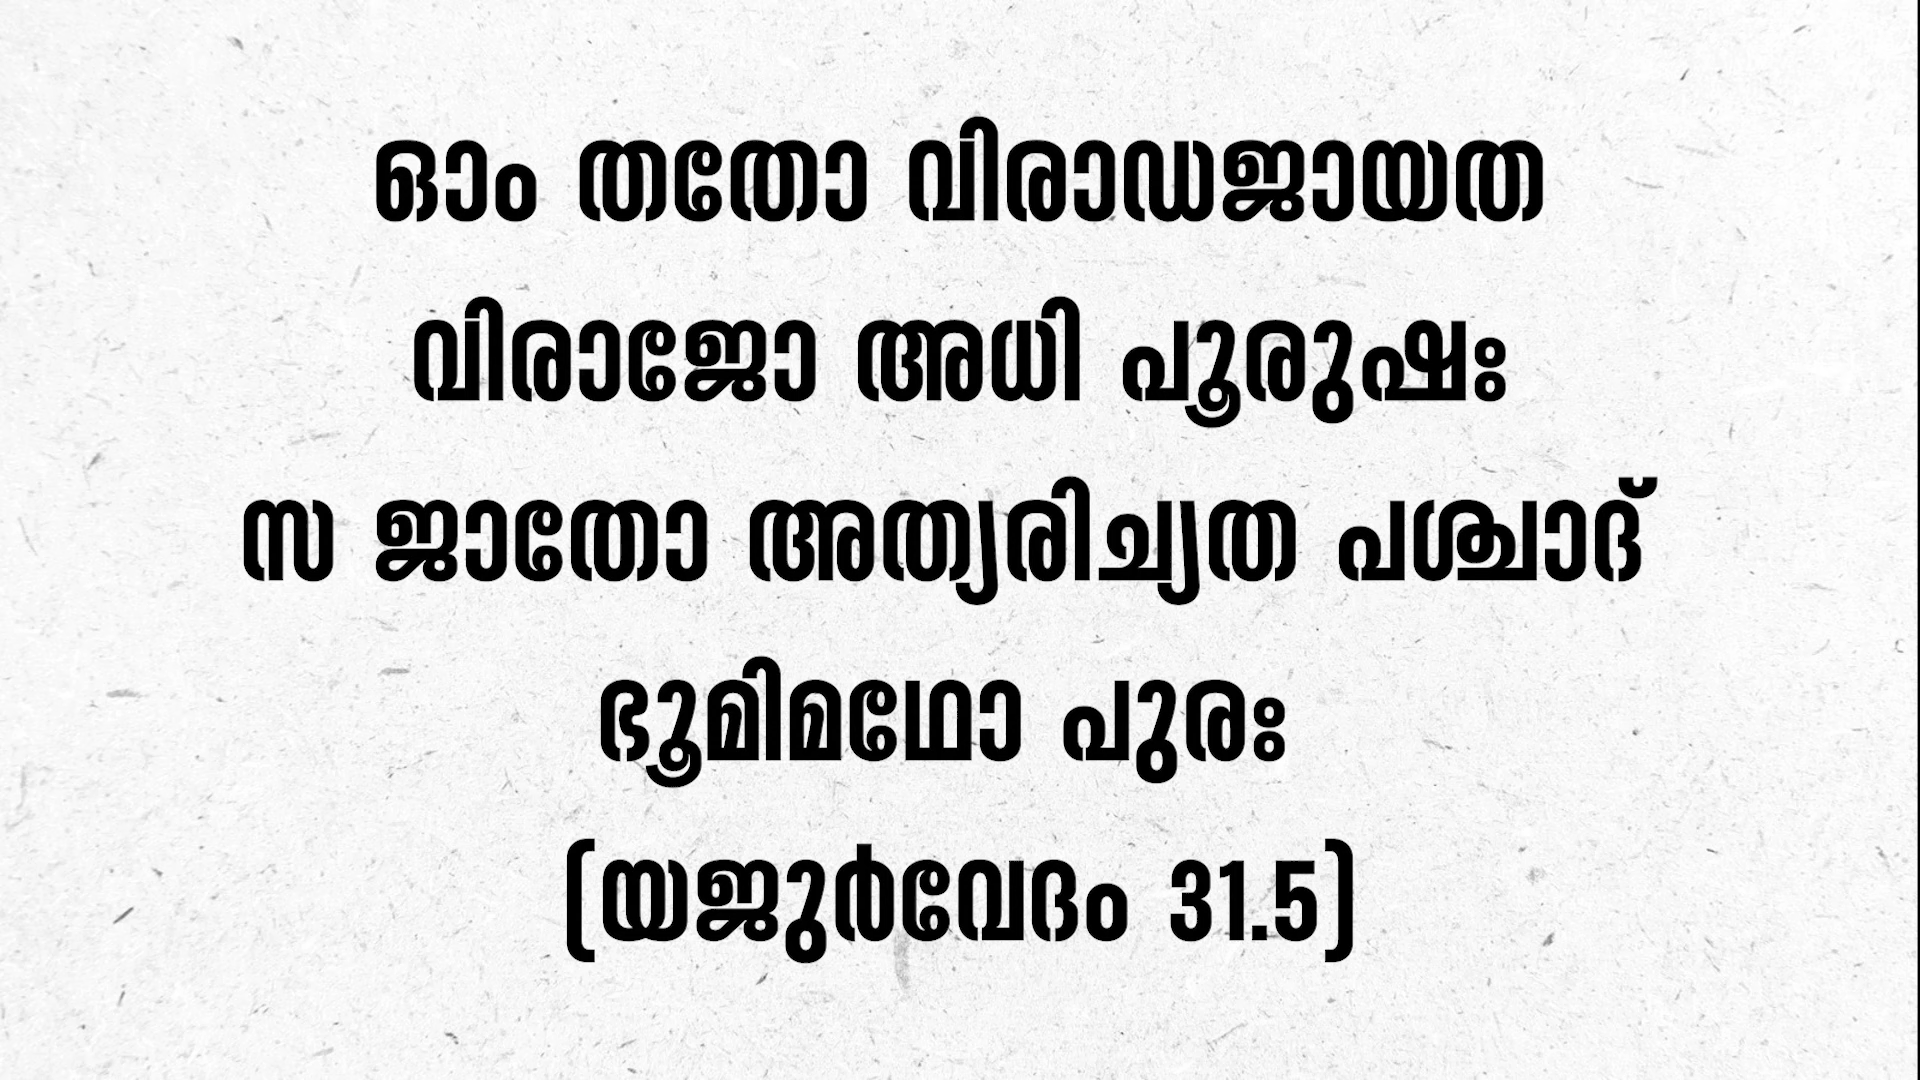 ഓം തതോ വിരാഡജായത
വിരാജോ അധി പൂരുഷഃ
സ ജാതോ അത്യരിച്യത പശ്ചാദ്
ഭൂമിമഥോ പുരഃ
(യജുർവേദം 31.5)